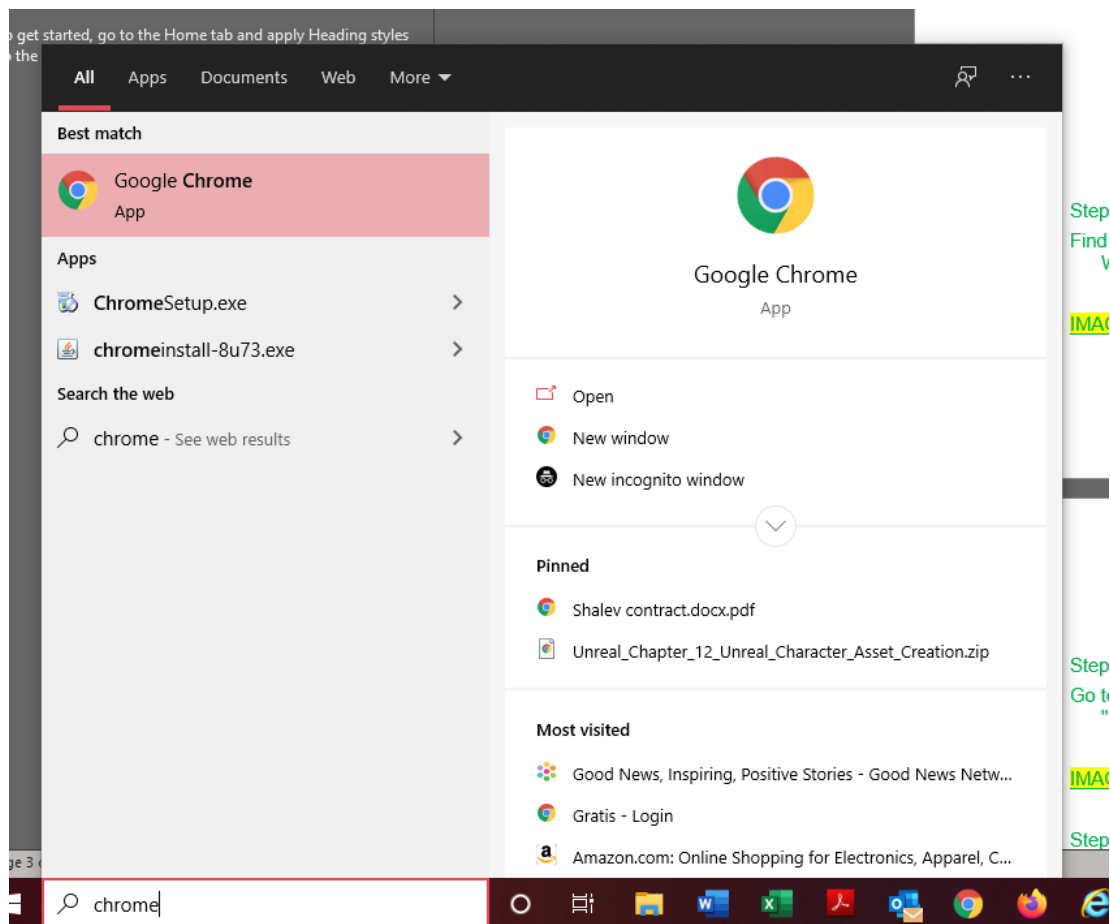 get started, go to the Home tab and apply Heading styles
the
All Apps Documents Web More
Best match
Google Chrome
App
Apps
ChromeSetup.exe
chromeinstall-8u73.exe
Search the web
chrome - See web results
Google Chrome
App
Open
New window
New incognito window
Pinned
Shalev contract.docx.pdf
Unreal_Chapter_12_Unreal_Character_Asset_Creation.zip
Most visited
Good News, Inspiring, Positive Stories - Good News Netw...
Gratis - Login
Amazon.com: Online Shopping for Electronics, Apparel, C...
Step
Find
IMAG
Step
Go to
"
IMAG
Step
ge 3
chrome